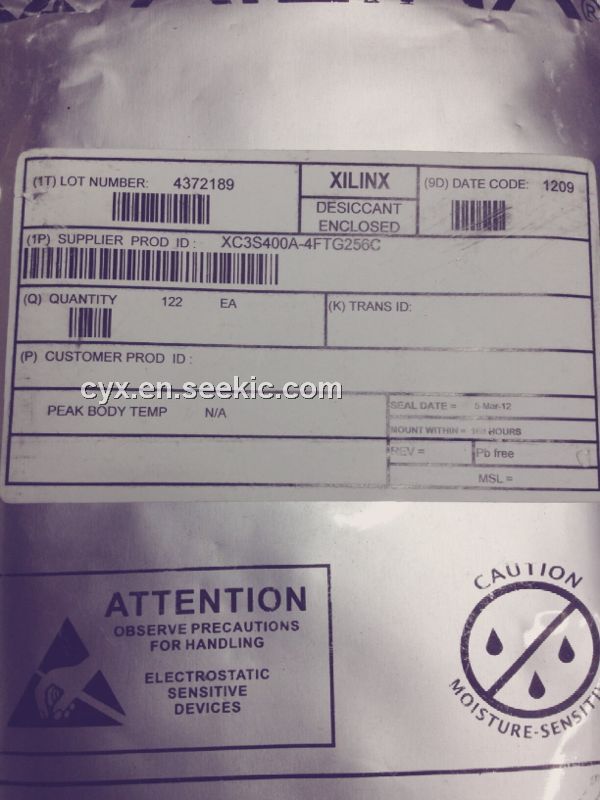 (1T) LOT NUMBER: 4372189
XILINX
DESICCANT
ENCLOSED
(9D) DATE CODE: 1209
(1P) SUPPLIER PROD ID: XC3S400A-4FTG256C
(Q) QUANTITY 122 EA
(K) TRANS ID:
(P) CUSTOMER PROD ID:
cyx.en.seekic.com
PEAK BODY TEMP N/A
SEAL DATE = 5-Mar-12
MOUNT WITHIN = HOURS
REV =
Pb free
MSL =
ATTENTION
OBSERVE PRECAUTIONS
FOR HANDLING
ELECTROSTATIC
SENSITIVE
DEVICES
CAUTION
MOISTURE-SENSITI